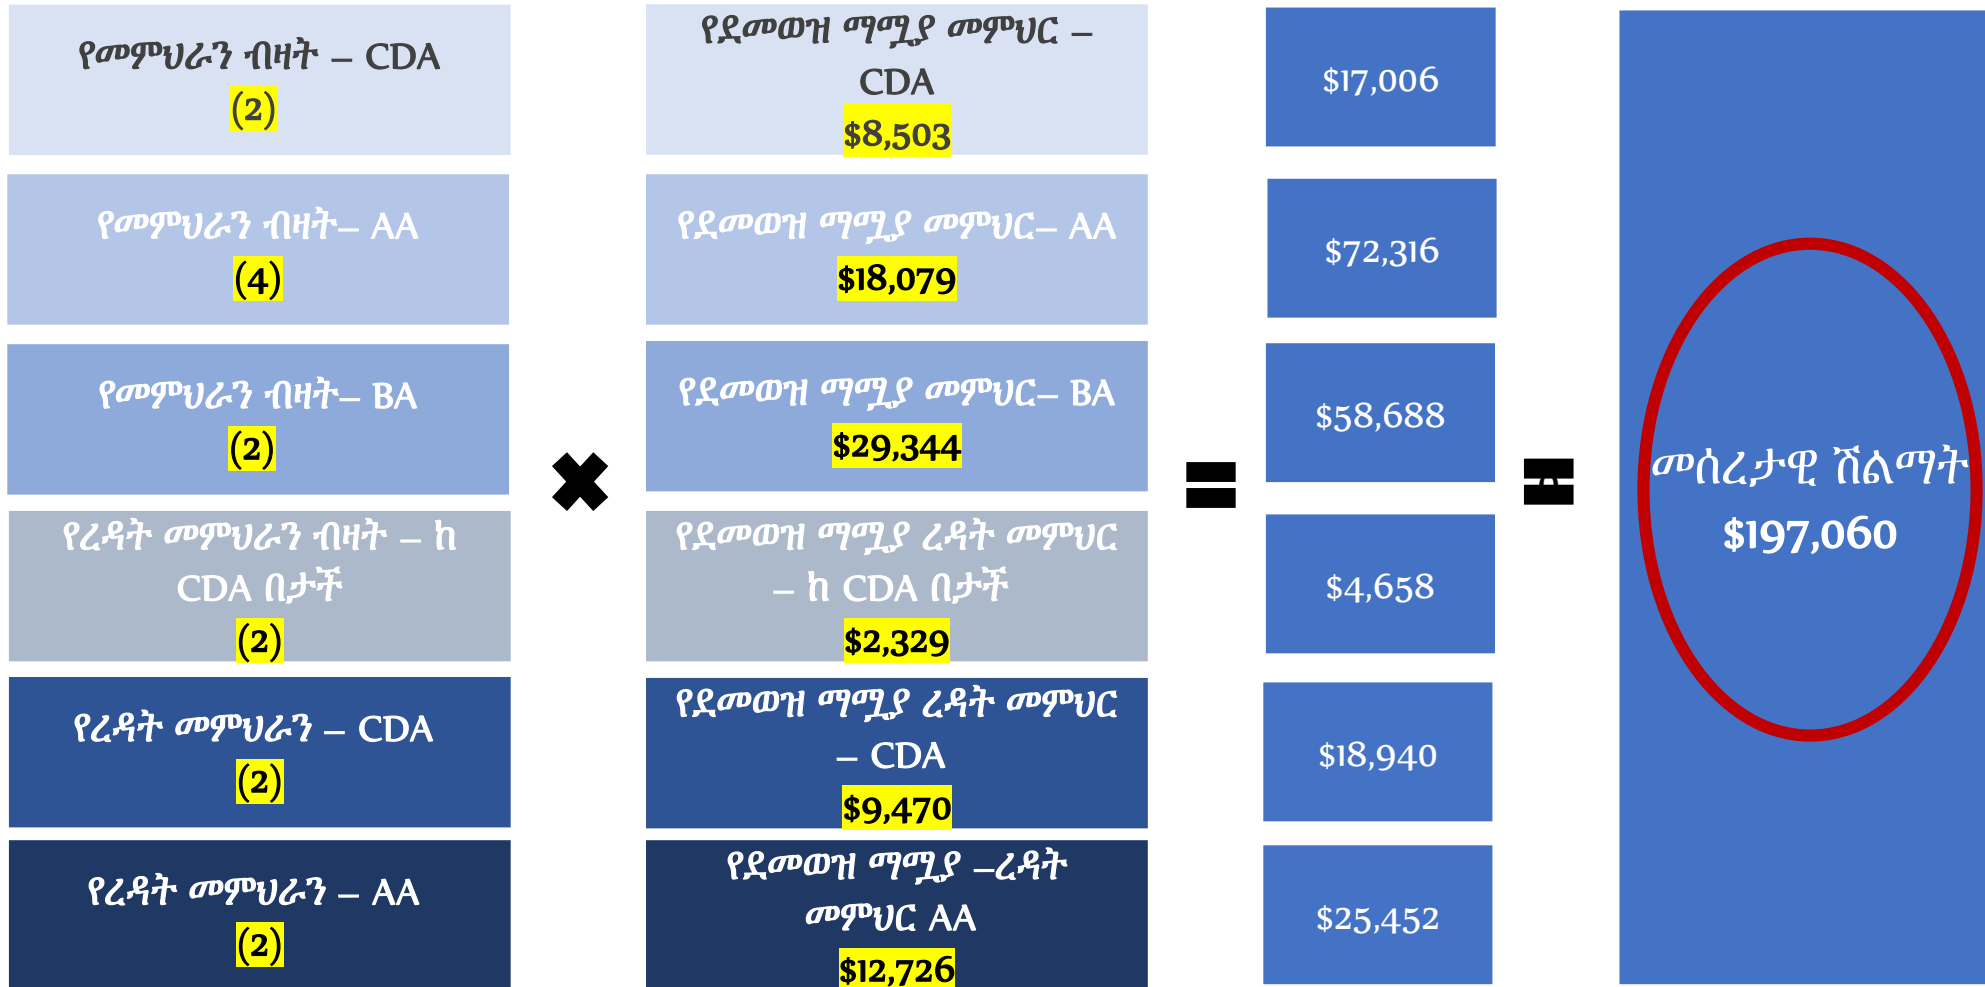 የመምህራን ብዛት – CDA
(2)
የደመወዝ ማሟያ መምህር –
CDA
$8,503
$17,006
የመምህራን ብዛት– AA
(4)
የደመወዝ ማሟያ መምህር– AA
$18,079
$72,316
የመምህራን ብዛት– BA
(2)
የደመወዝ ማሟያ መምህር– BA
$29,344
$58,688
የረዳት መምህራን ብዛት – ከ
CDA በታች
(2)
የደመወዝ ማሟያ ረዳት መምህር
– ከ CDA በታች
$2,329
$4,658
የረዳት መምህራን – CDA
(2)
የደመወዝ ማሟያ ረዳት መምህር
– CDA
$9,470
$18,940
የረዳት መምህራን – AA
(2)
የደመወዝ ማሟያ –ረዳት
መምህር AA
$12,726
$25,452
መሰረታዊ ሽልማት
$197,060